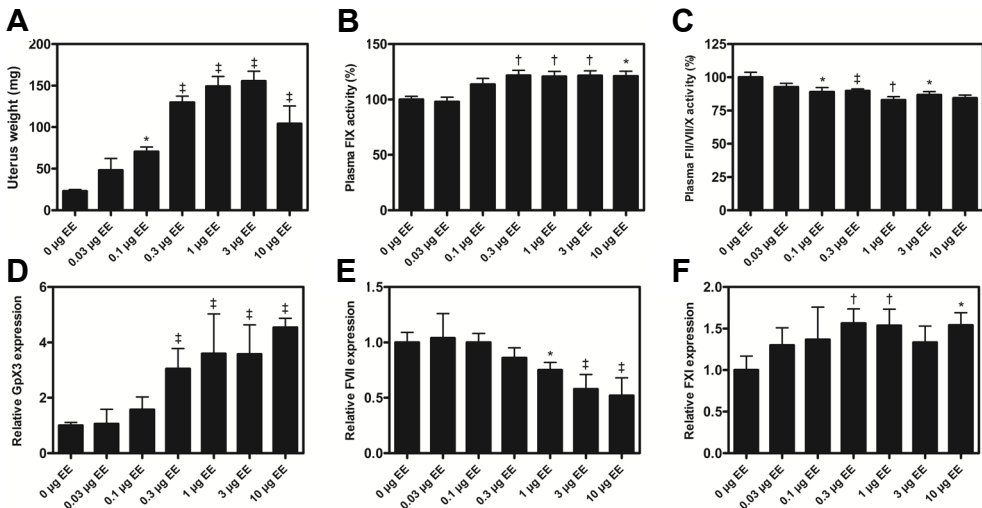 A
Uterus weight (mg)
200
150
100
50
0
*
‡
‡
‡
‡
0 µg EE
0.03 µg EE
0.1 µg EE
0.3 µg EE
1 µg EE
3 µg EE
10 µg EE
B
Plasma FIX activity (%)
150
100
50
0
†
†
†
*
0 µg EE
0.03 µg EE
0.1 µg EE
0.3 µg EE
1 µg EE
3 µg EE
10 µg EE
C
Plasma FII/VII/X activity (%)
125
100
75
50
25
0
*
‡
†
*
0 µg EE
0.03 µg EE
0.1 µg EE
0.3 µg EE
1 µg EE
3 µg EE
10 µg EE
D
Relative GpX3 expression
6
4
2
0
‡
‡
‡
‡
0 µg EE
0.03 µg EE
0.1 µg EE
0.3 µg EE
1 µg EE
3 µg EE
10 µg EE
E
Relative FVII expression
1.5
1.0
0.5
0.0
*
‡
‡
0 µg EE
0.03 µg EE
0.1 µg EE
0.3 µg EE
1 µg EE
3 µg EE
10 µg EE
F
Relative FXI expression
2.0
1.5
1.0
0.5
0.0
†
†
*
0 µg EE
0.03 µg EE
0.1 µg EE
0.3 µg EE
1 µg EE
3 µg EE
10 µg EE